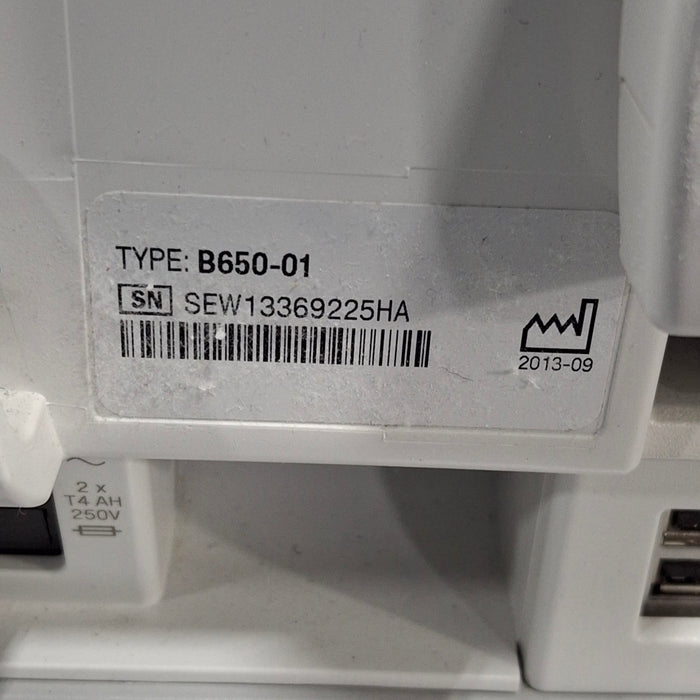 TYPE: B650-01
SN SEW13369225HA
2013-09
2 x
T4 AH
250V